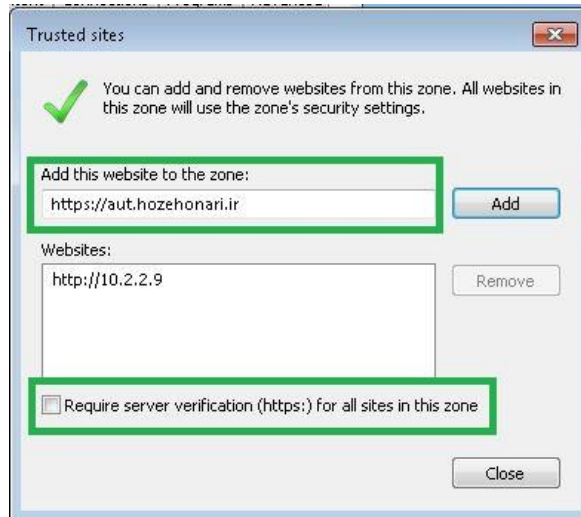 Trusted sites
You can add and remove websites from this zone. All websites in
this zone will use the zone's security settings.
Add this website to the zone:
https://aut.hozehonari.ir
Add
Websites:
http://10.2.2.9
Remove
Require server verification (https:) for all sites in this zone
Close